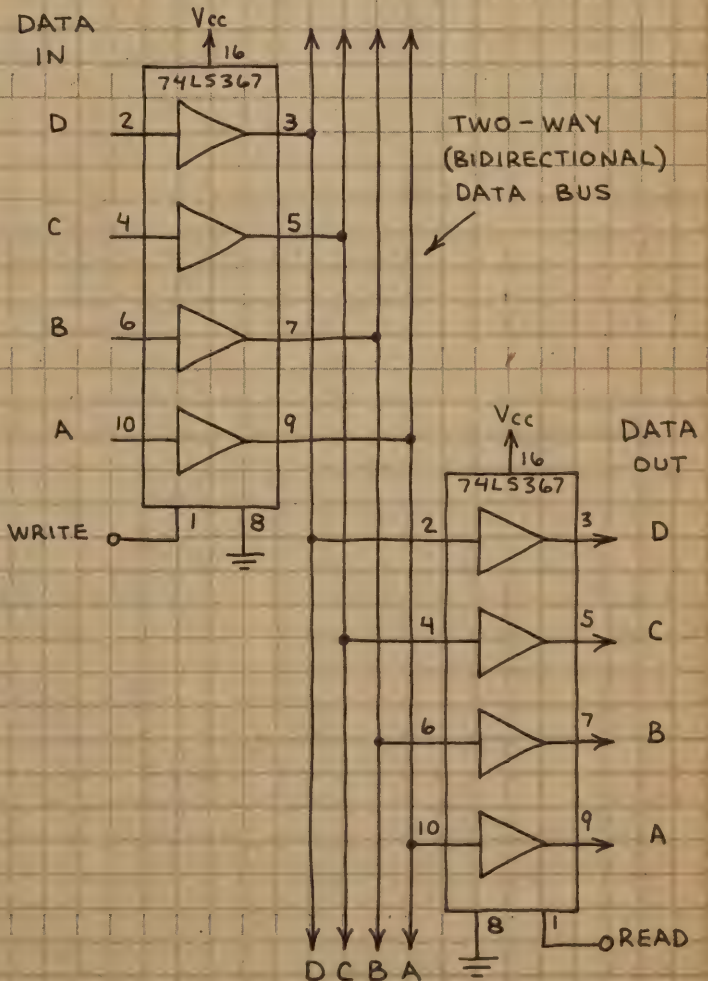 DATA
IN
Vcc
16
74LS367
D 2 3
C 4 5
B 6 7
A 10 9
WRITE 1 8
TWO-WAY
(BIDIRECTIONAL)
DATA BUS
Vcc
16
74LS367
DATA
OUT
2 3 D
4 5 C
6 7 B
10 9 A
8 1 READ
D C B A